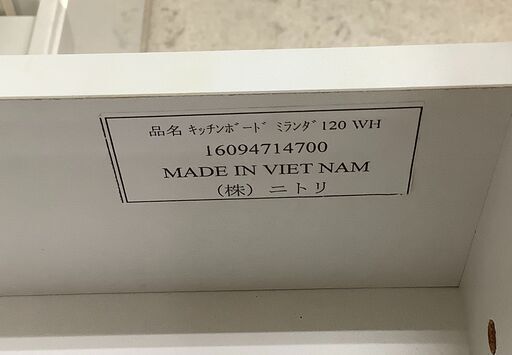 品名 ｷｯﾁﾝﾎﾞｰﾄﾞ ﾐﾗﾝﾀﾞ 120 WH
16094714700
MADE IN VIET NAM
（株）ニトリ